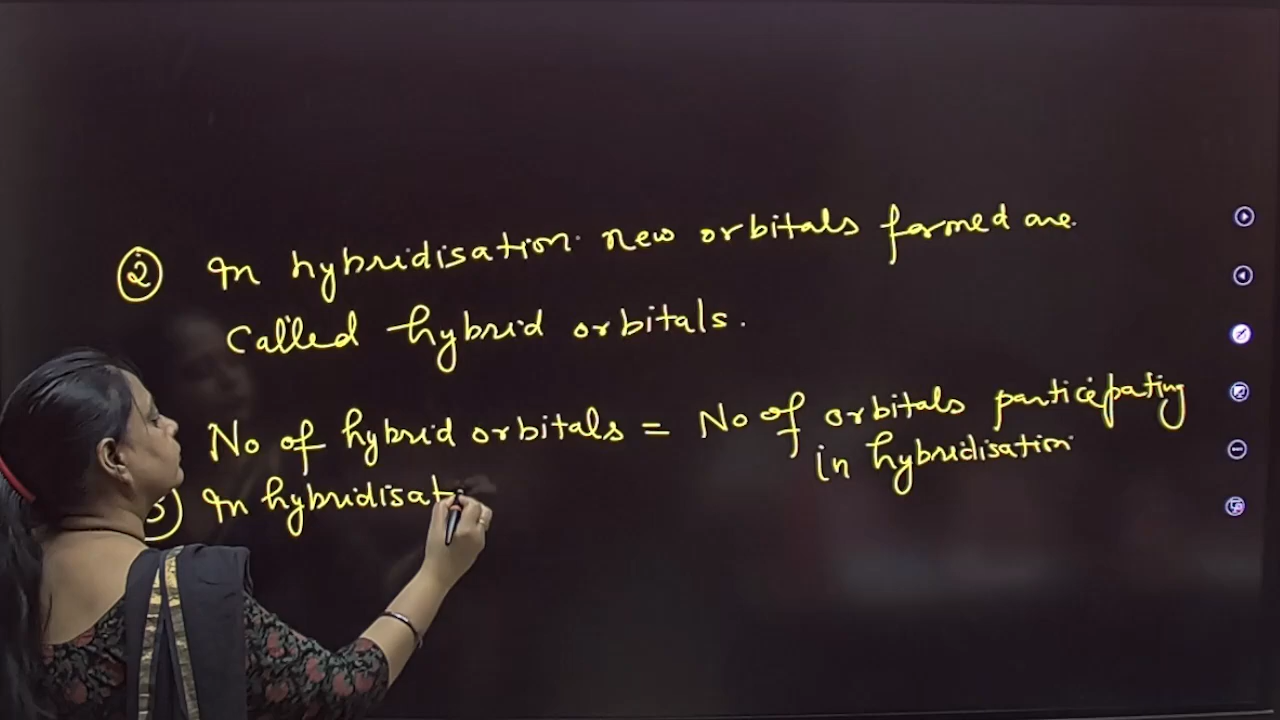 ② In hybridisation new orbitals formed are
called hybrid orbitals.
No of hybrid orbitals = No of orbitals participating
in hybridisation
In hybridisati